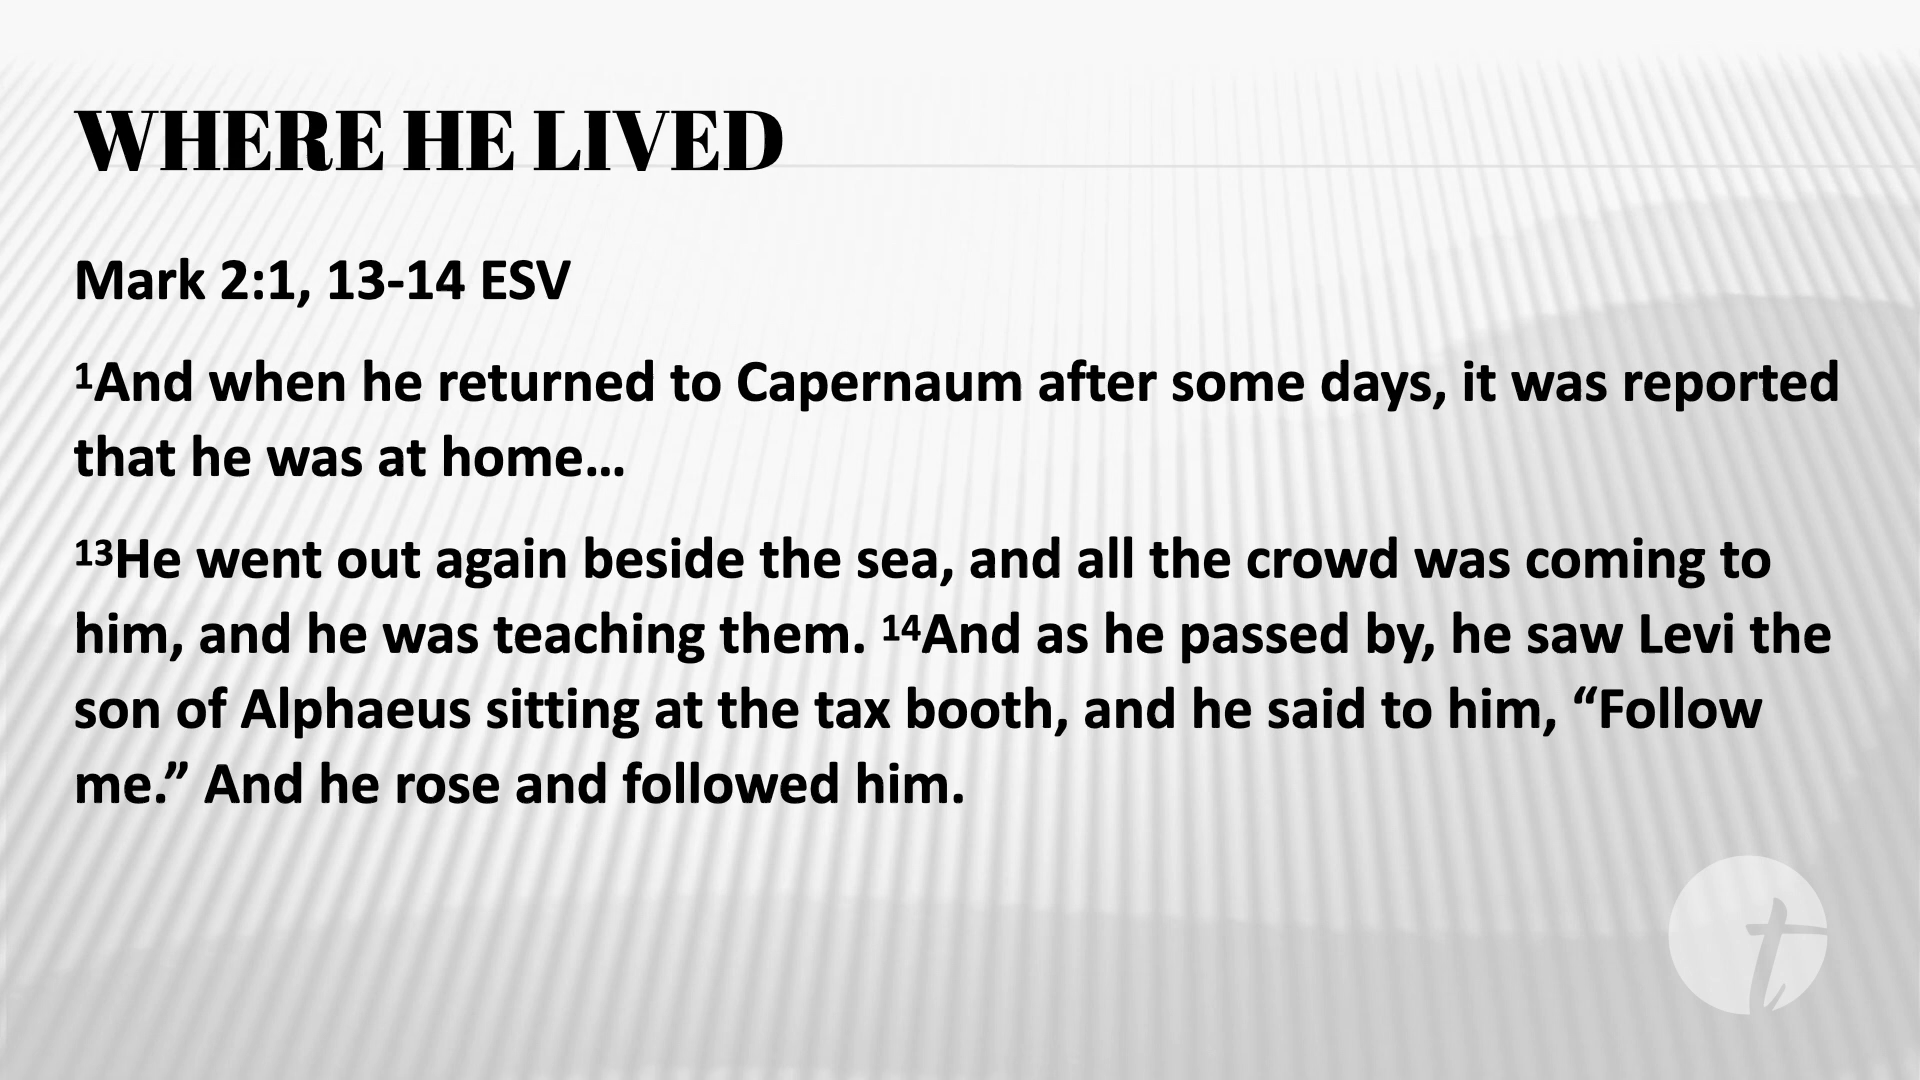 WHERE HE LIVED
Mark 2:1, 13-14 ESV
¹And when he returned to Capernaum after some days, it was reported
that he was at home…
¹³He went out again beside the sea, and all the crowd was coming to
him, and he was teaching them. ¹⁴And as he passed by, he saw Levi the
son of Alphaeus sitting at the tax booth, and he said to him, “Follow
me.” And he rose and followed him.